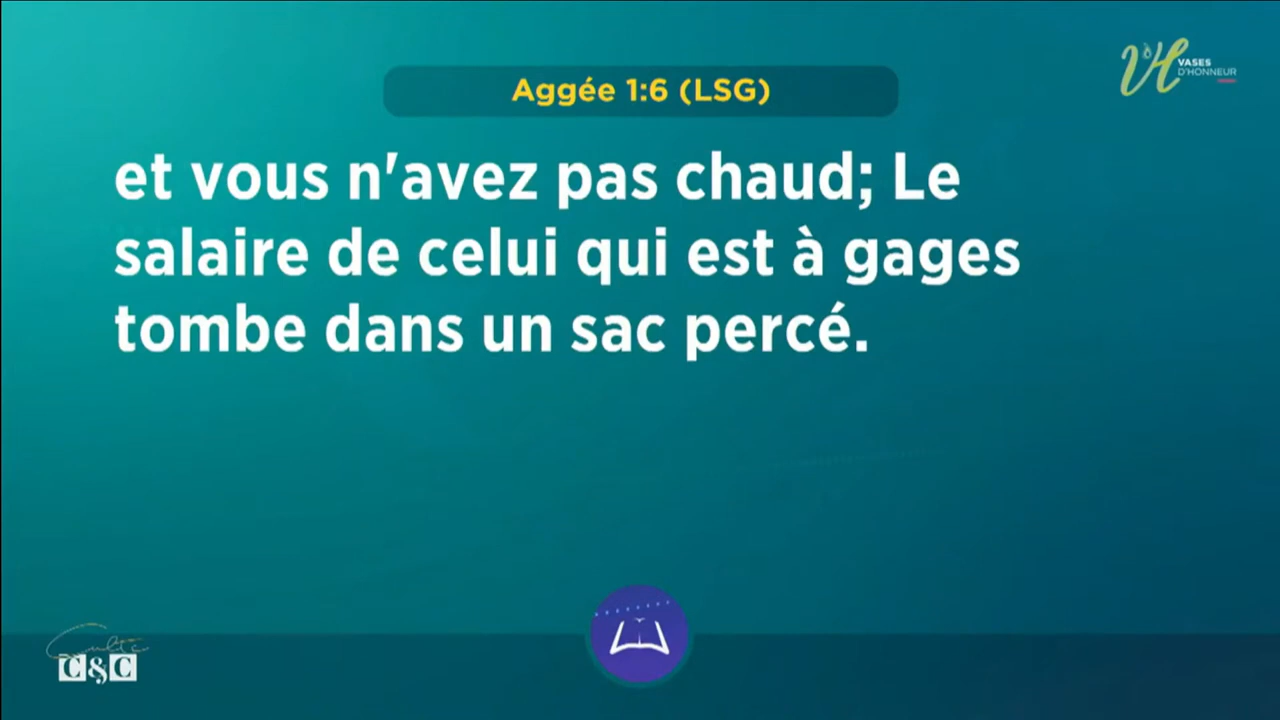 Aggée 1:6 (LSG)
VASES
D'HONNEUR
et vous n'avez pas chaud; Le
salaire de celui qui est à gages
tombe dans un sac percé.
Culte
C&C